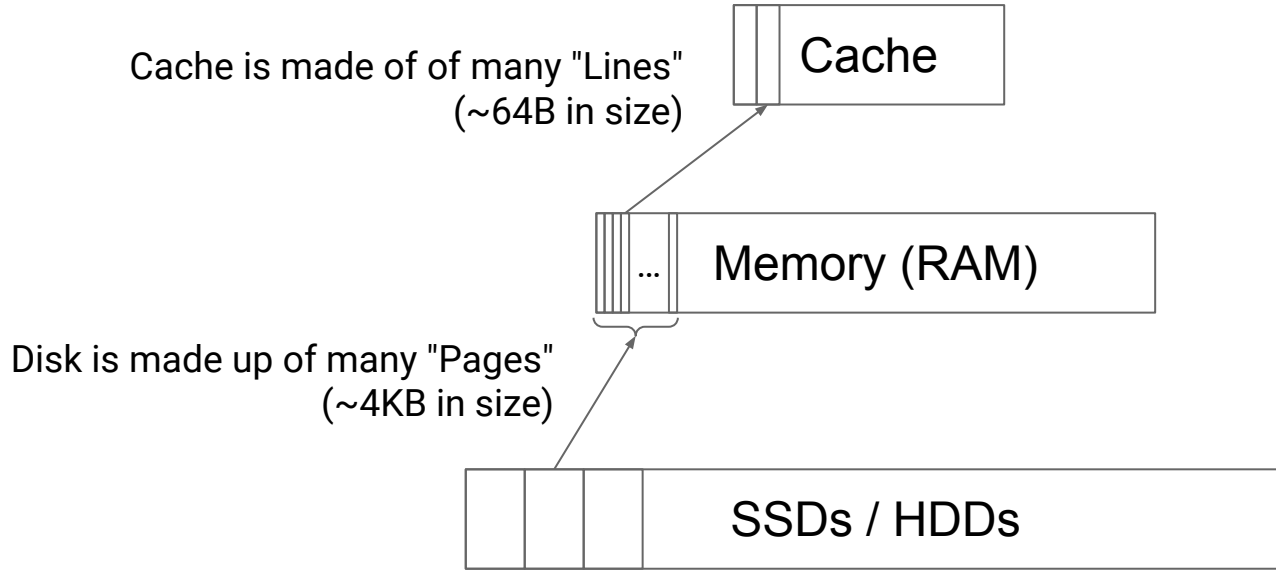 Cache is made of of many "Lines"
(~64B in size)
Cache
...
Memory (RAM)
Disk is made up of many "Pages"
(~4KB in size)
SSDs / HDDs